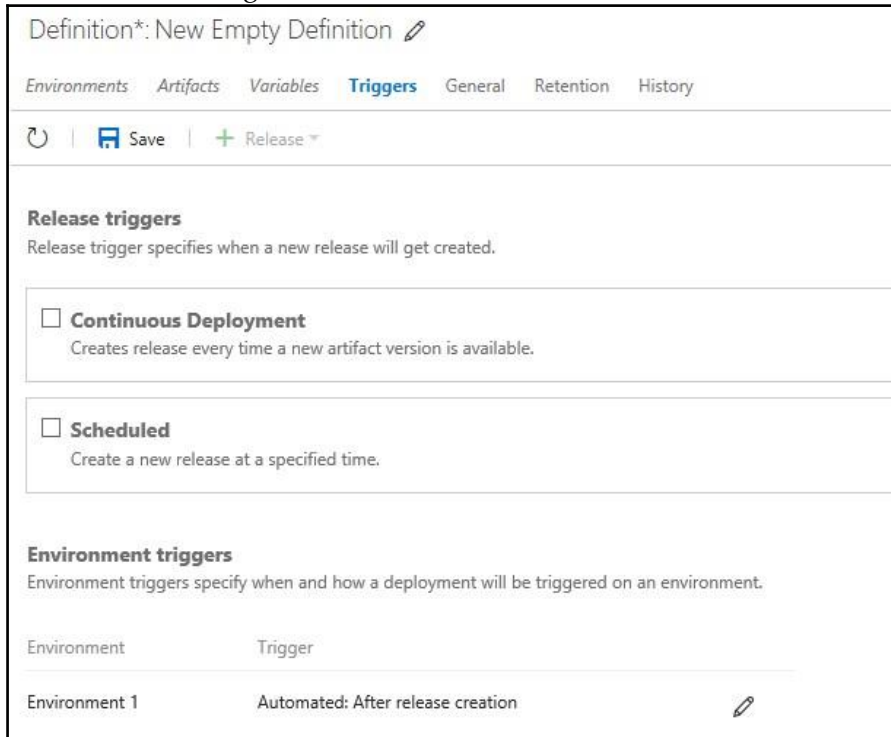 Definition*: New Empty Definition
Environments Artifacts Variables Triggers General Retention History
Save + Release
Release triggers
Release trigger specifies when a new release will get created.
Continuous Deployment
Creates release every time a new artifact version is available.
Scheduled
Create a new release at a specified time.
Environment triggers
Environment triggers specify when and how a deployment will be triggered on an environment.
Environment Trigger
Environment 1 Automated: After release creation